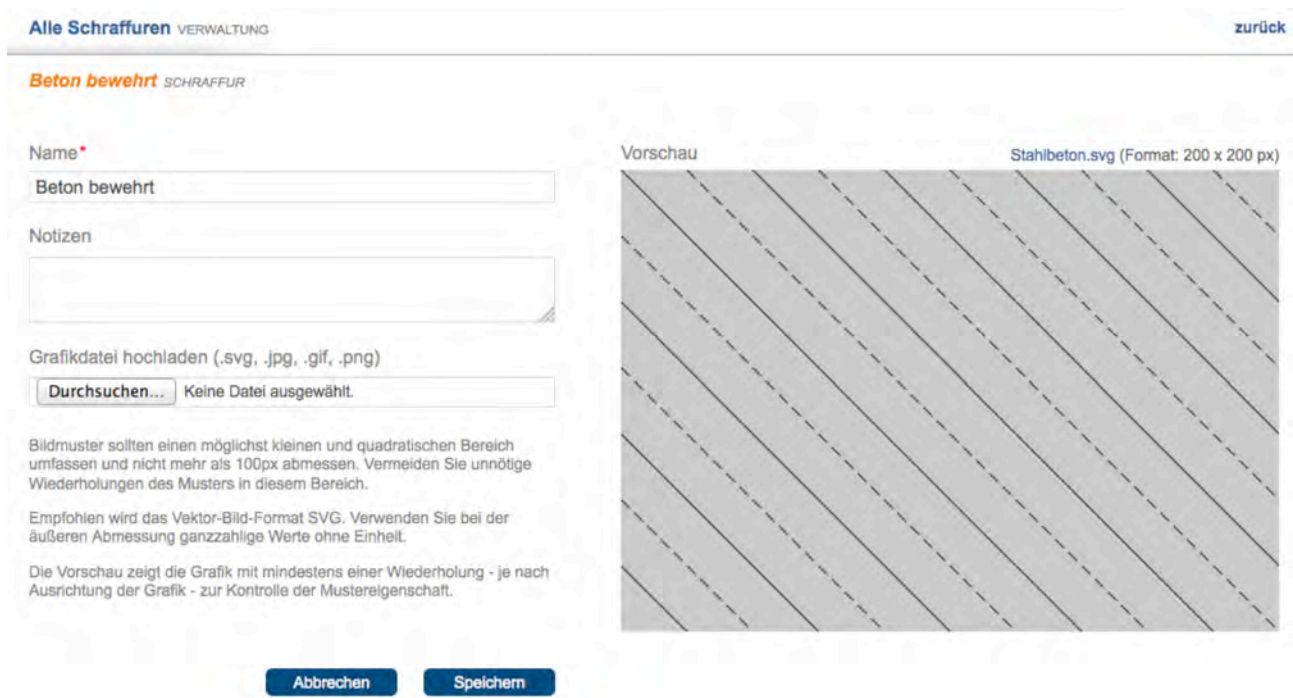 Alle Schraffuren VERWALTUNG
zurück
Beton bewehrt SCHRAFFUR
Name*
Beton bewehrt
Notizen
Grafikdatei hochladen (.svg, .jpg, .gif, .png)
Durchsuchen... Keine Datei ausgewählt.
Bildmuster sollten einen möglichst kleinen und quadratischen Bereich
umfassen und nicht mehr als 100px abmessen. Vermeiden Sie unnötige
Wiederholungen des Musters in diesem Bereich.
Empfohlen wird das Vektor-Bild-Format SVG. Verwenden Sie bei der
äußeren Abmessung ganzzahlige Werte ohne Einheit.
Die Vorschau zeigt die Grafik mit mindestens einer Wiederholung - je nach
Ausrichtung der Grafik - zur Kontrolle der Mustereigenschaft.
Abbrechen
Speichern
Vorschau
Stahlbeton.svg (Format: 200 x 200 px)